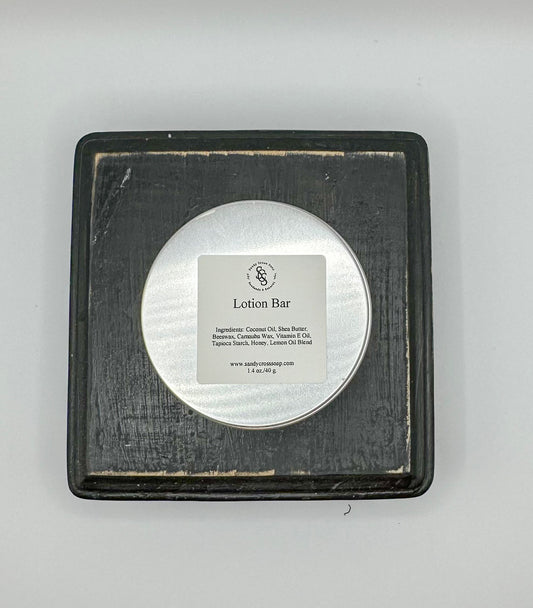 Lotion Bar
Ingredients: Coconut Oil, Shea Butter,
Beeswax, Carnauba Wax, Vitamin E Oil,
Tapioca Starch, Honey, Lemon Oil Blend
www.sandycrosssoap.com
1.4 oz./40 g.